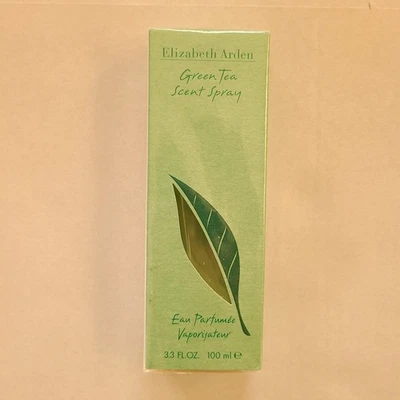 Elizabeth Arden
Green Tea
Scent Spray
Eau Parfumée
Vaporisateur
3.3 FL.OZ. 100 ml ℮